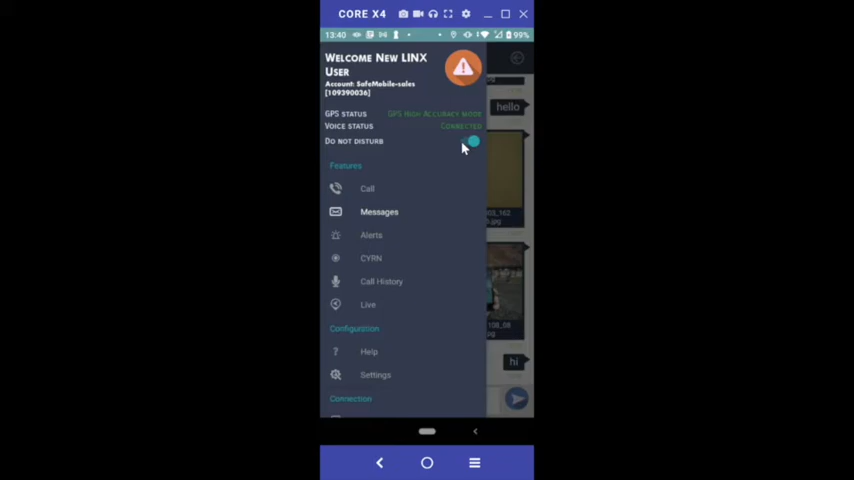 CORE X4
13:40
99%
Welcome New LINX
User
Account: SafeMobile-sales
[109390036]
GPS status GPS High Accuracy mode
Voice status Connected
Do not disturb
Features
Call
Messages
Alerts
CYRN
Call History
Live
Configuration
Help
Settings
Connection
hello
.jpg
hi